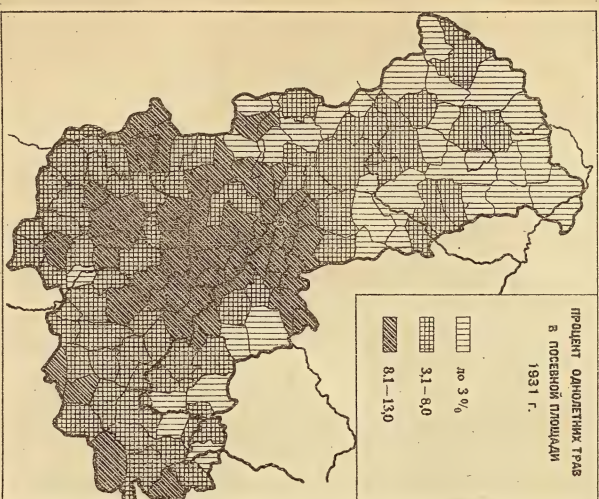 ПРОЦЕНТ ОДНОЛЕТНИХ ТРАВ
В ПОСЕВНОЙ ПЛОЩАДИ
1931 г.
до 3 %
3,1—8,0
8.1—13,0